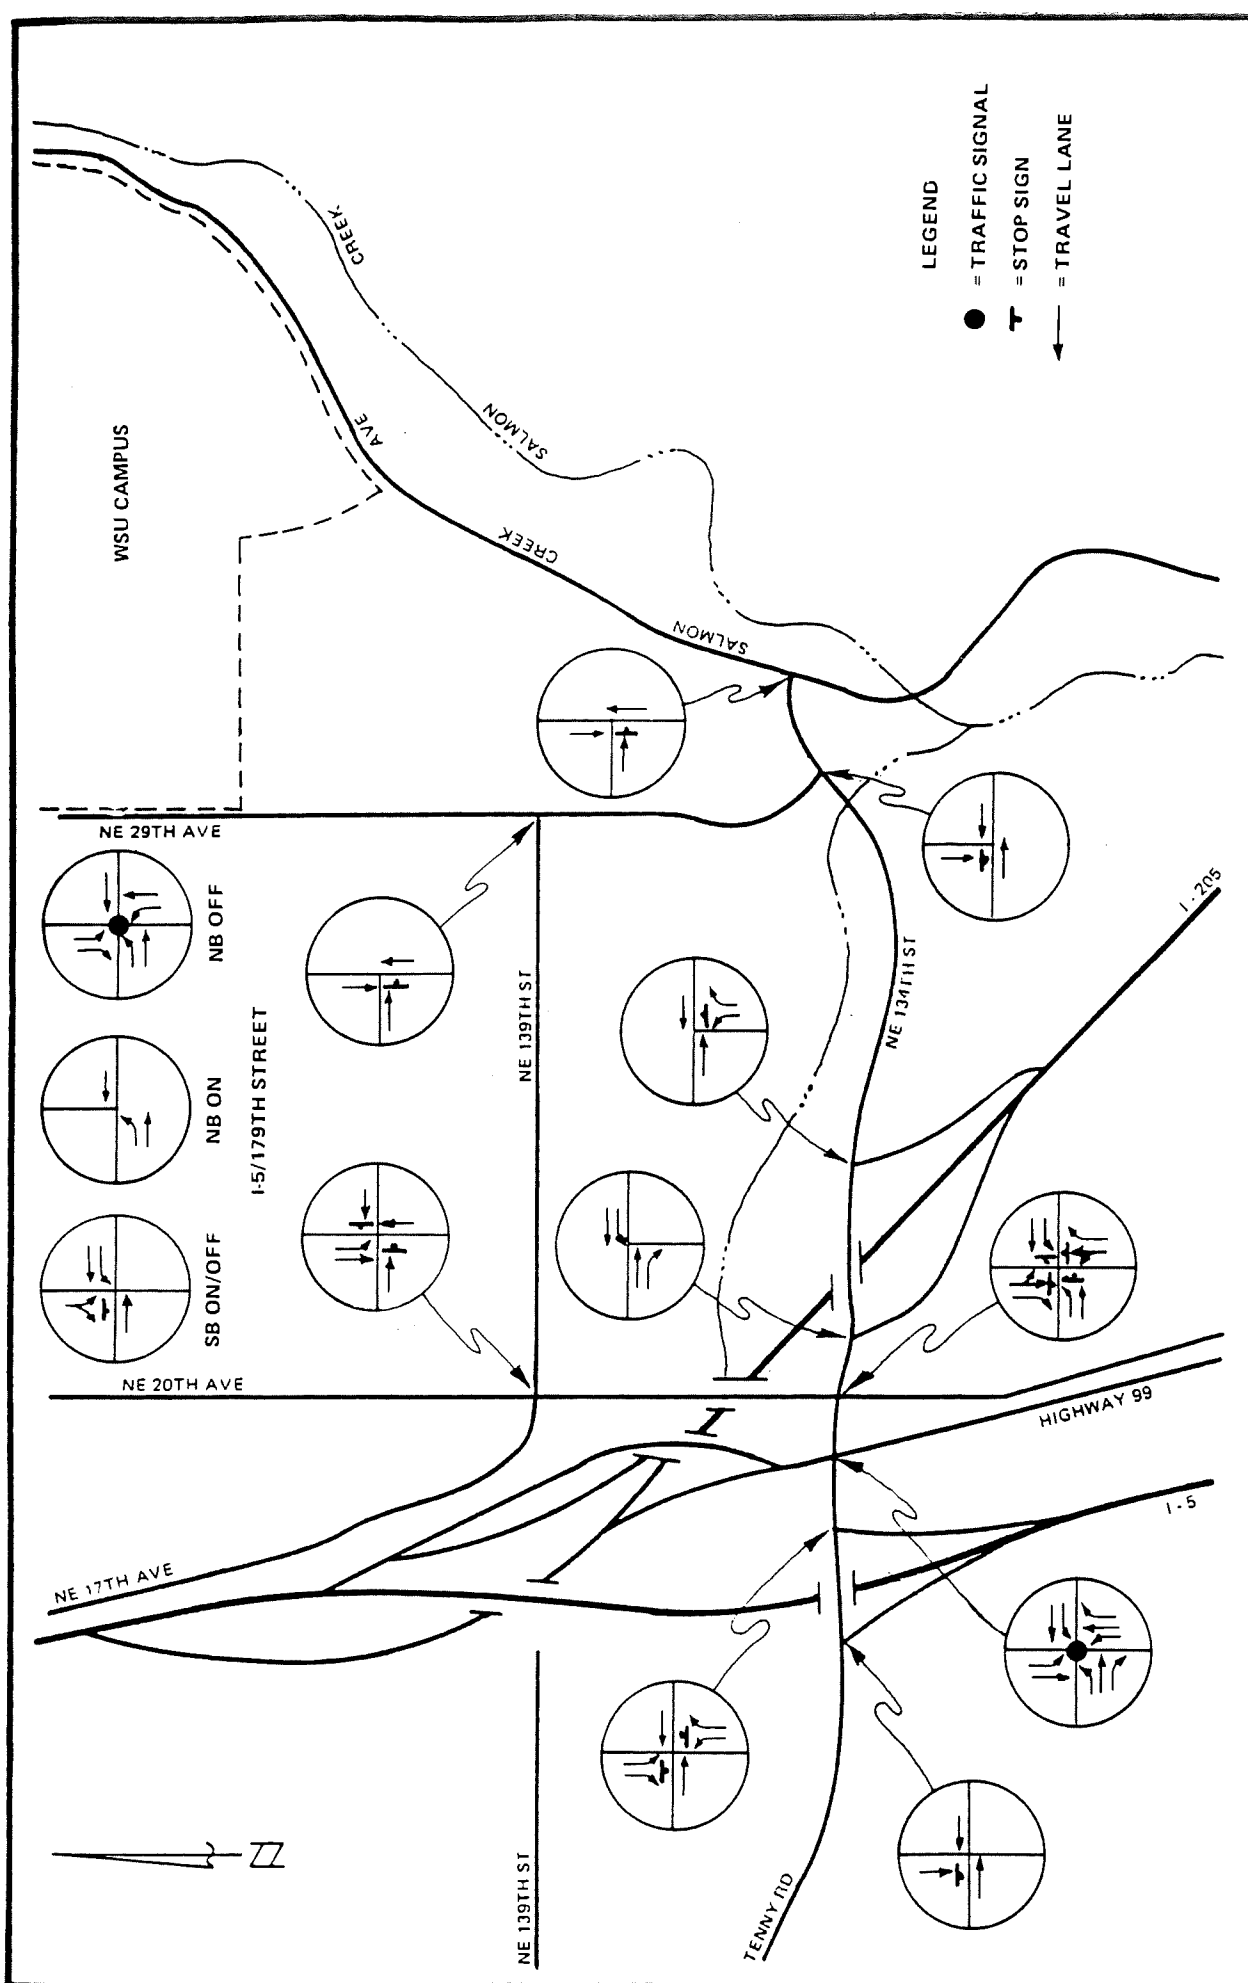 WSU CAMPUS
CREEK
AVE
SALMON
CREEK
SALMON
LEGEND
= TRAFFIC SIGNAL
= STOP SIGN
= TRAVEL LANE
NE 29TH AVE
NB OFF
NB ON
SB ON/OFF
I-5/179TH STREET
NE 139TH ST
NE 134TH ST
I-205
NE 20TH AVE
HIGHWAY 99
NE 17TH AVE
I-5
N
NE 139TH ST
TENNY RD